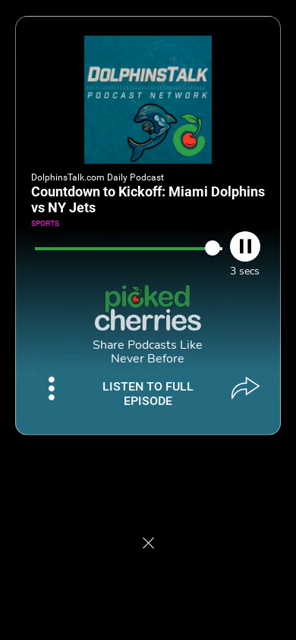 DOLPHINSTALK
PODCAST NETWORK
DolphinsTalk.com Daily Podcast
Countdown to Kickoff: Miami Dolphins
vs NY Jets
SPORTS
3 secs
picked
cherries
Share Podcasts Like
Never Before
LISTEN TO FULL
EPISODE